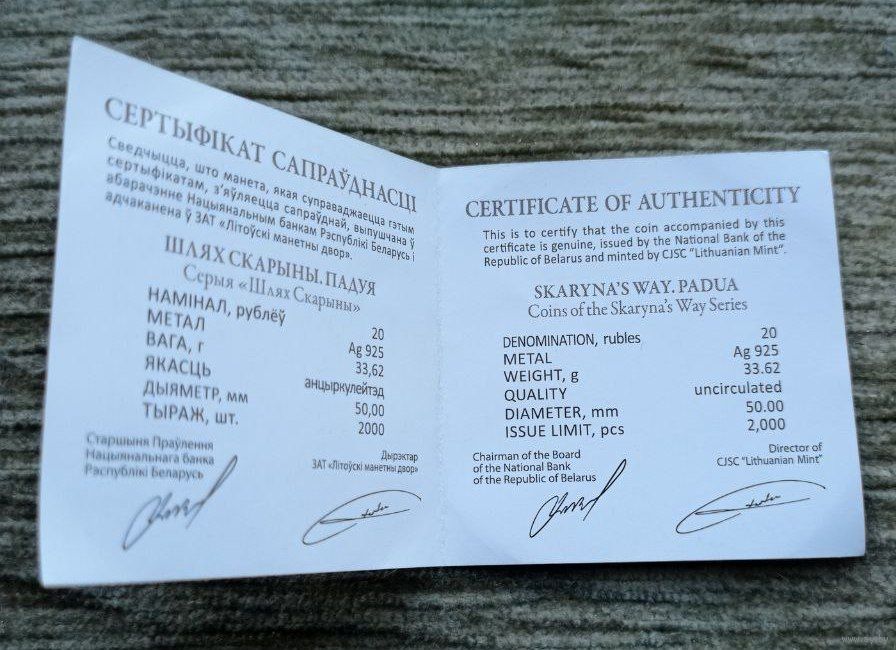 СЕРТЫФІКАТ САПРАЎДНАСЦІ
Сведчыцца, што манета, якая суправаджаецца гэтым
сертыфікатам, з’яўляецца сапраўднай, выпушчана ў
абарачэнне Нацыянальным банкам Рэспублікі Беларусь і
адчаканена ў ЗАТ «Літоўскі манетны двор».
ШЛЯХ СКАРЫНЫ. ПАДУЯ
Серыя «Шлях Скарыны»
НАМІНАЛ, рублёў 20
МЕТАЛ Ag 925
ВАГА, г 33,62
ЯКАСЦЬ анцыркулейтэд
ДЫЯМЕТР, мм 50,00
ТЫРАЖ, шт. 2000
Старшыня Праўлення
Нацыянальнага банка
Рэспублікі Беларусь
Дырэктар
ЗАТ «Літоўскі манетны двор»
CERTIFICATE OF AUTHENTICITY
This is to certify that the coin accompanied by this
certificate is genuine, issued by the National Bank of the
Republic of Belarus and minted by CJSC “Lithuanian Mint”.
SKARYNA’S WAY. PADUA
Coins of the Skaryna’s Way Series
DENOMINATION, rubles 20
METAL Ag 925
WEIGHT, g 33.62
QUALITY uncirculated
DIAMETER, mm 50.00
ISSUE LIMIT, pcs 2,000
Chairman of the Board
of the National Bank
of the Republic of Belarus
Director of
CJSC “Lithuanian Mint”